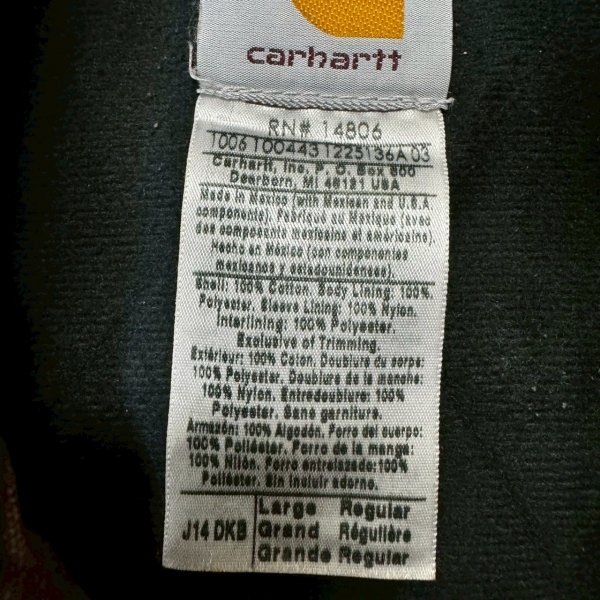 carhartt
RN# 14806
1006 100443 1225136A 03
Carhartt, Inc. P. O. Box 600
Dearborn, MI 48121 USA
Made in Mexico (with Mexican and U.S.A.
components). Fabriqué au Mexique (avec
des composants mexicains et américains).
Hecho en México (con componentes
mexicanos y estadounidenses).
Shell: 100% Cotton. Body Lining: 100%.
Polyester. Sleeve Lining: 100% Nylon.
Interlining: 100% Polyester.
Exclusive of Trimming.
Extérieur: 100% Coton. Doublure du corps:
100% Polyester. Doublure de la manche:
100% Nylon. Entredoublure: 100%
Polyester. Sans garniture.
Armazón: 100% Algodón. Forro del cuerpo:
100% Poliéster. Forro de la manga:
100% Nilón. Forro entrelazado: 100%
Poliéster. Sin incluir adorno.
J14 DKB
Large Regular
Grand Régulière
Grande Regular